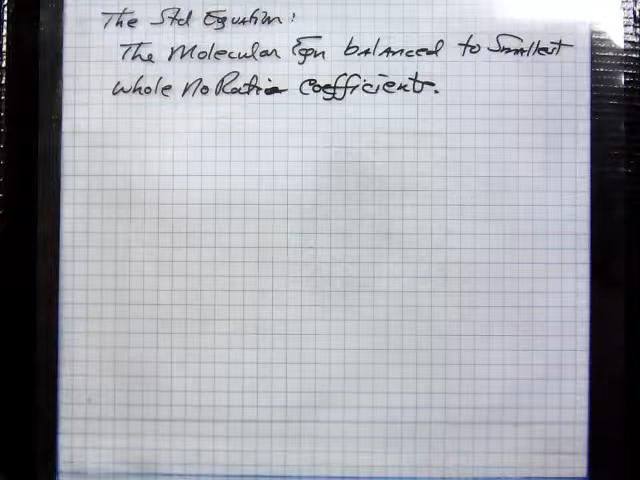 The Std Equation:
The Molecular Eqn balanced to Smallest
whole no Ratio coefficients.